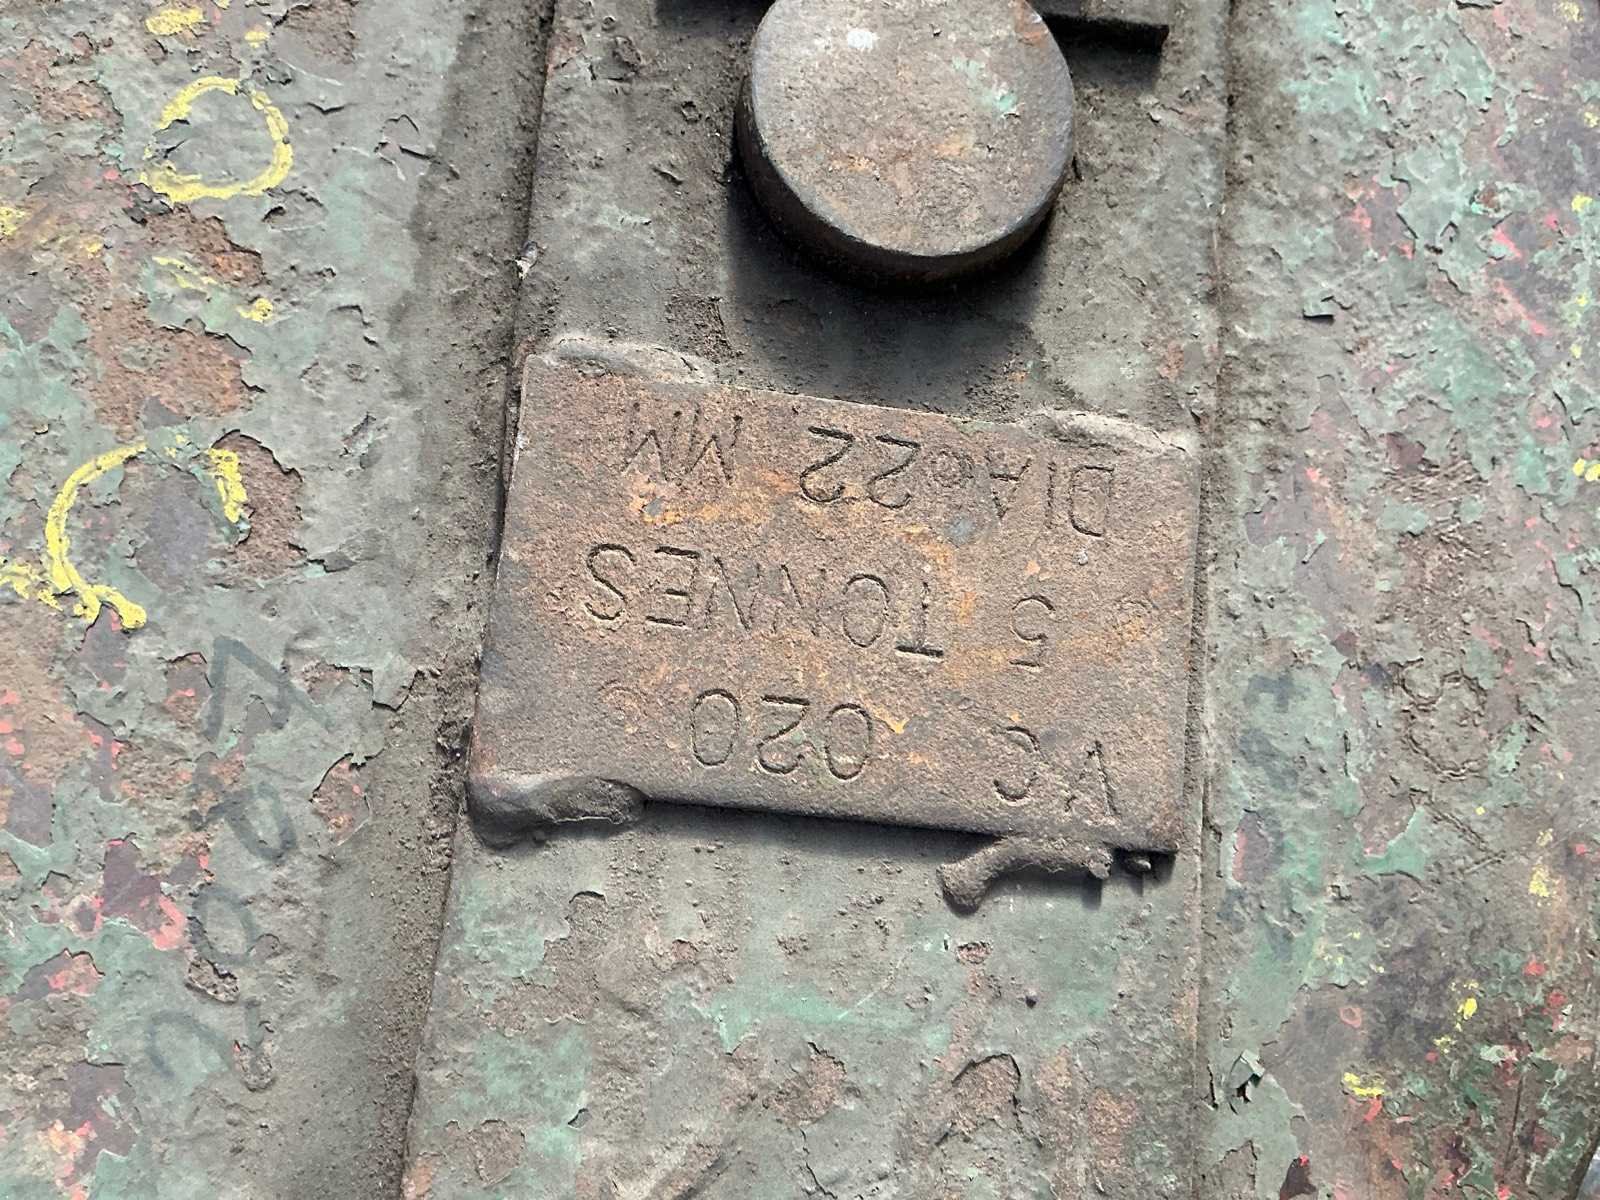 VC 020
5 TONNES
DIA 22 MM